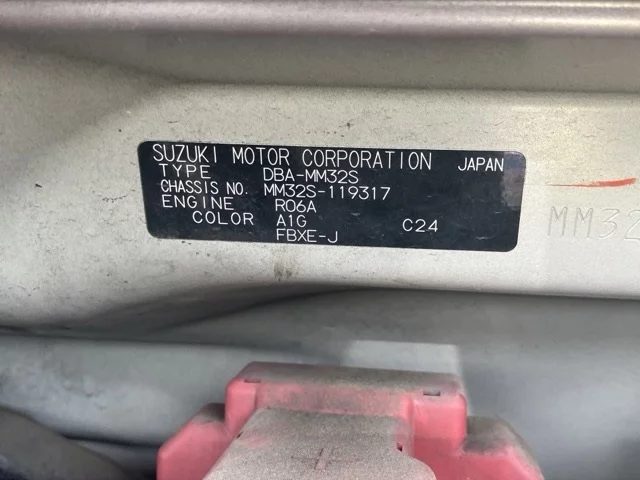 SUZUKI MOTOR CORPORATION JAPAN
TYPE DBA-MM32S
CHASSIS NO. MM32S-119317
ENGINE R06A
COLOR A1G C24
FBXE-J
MM32
+